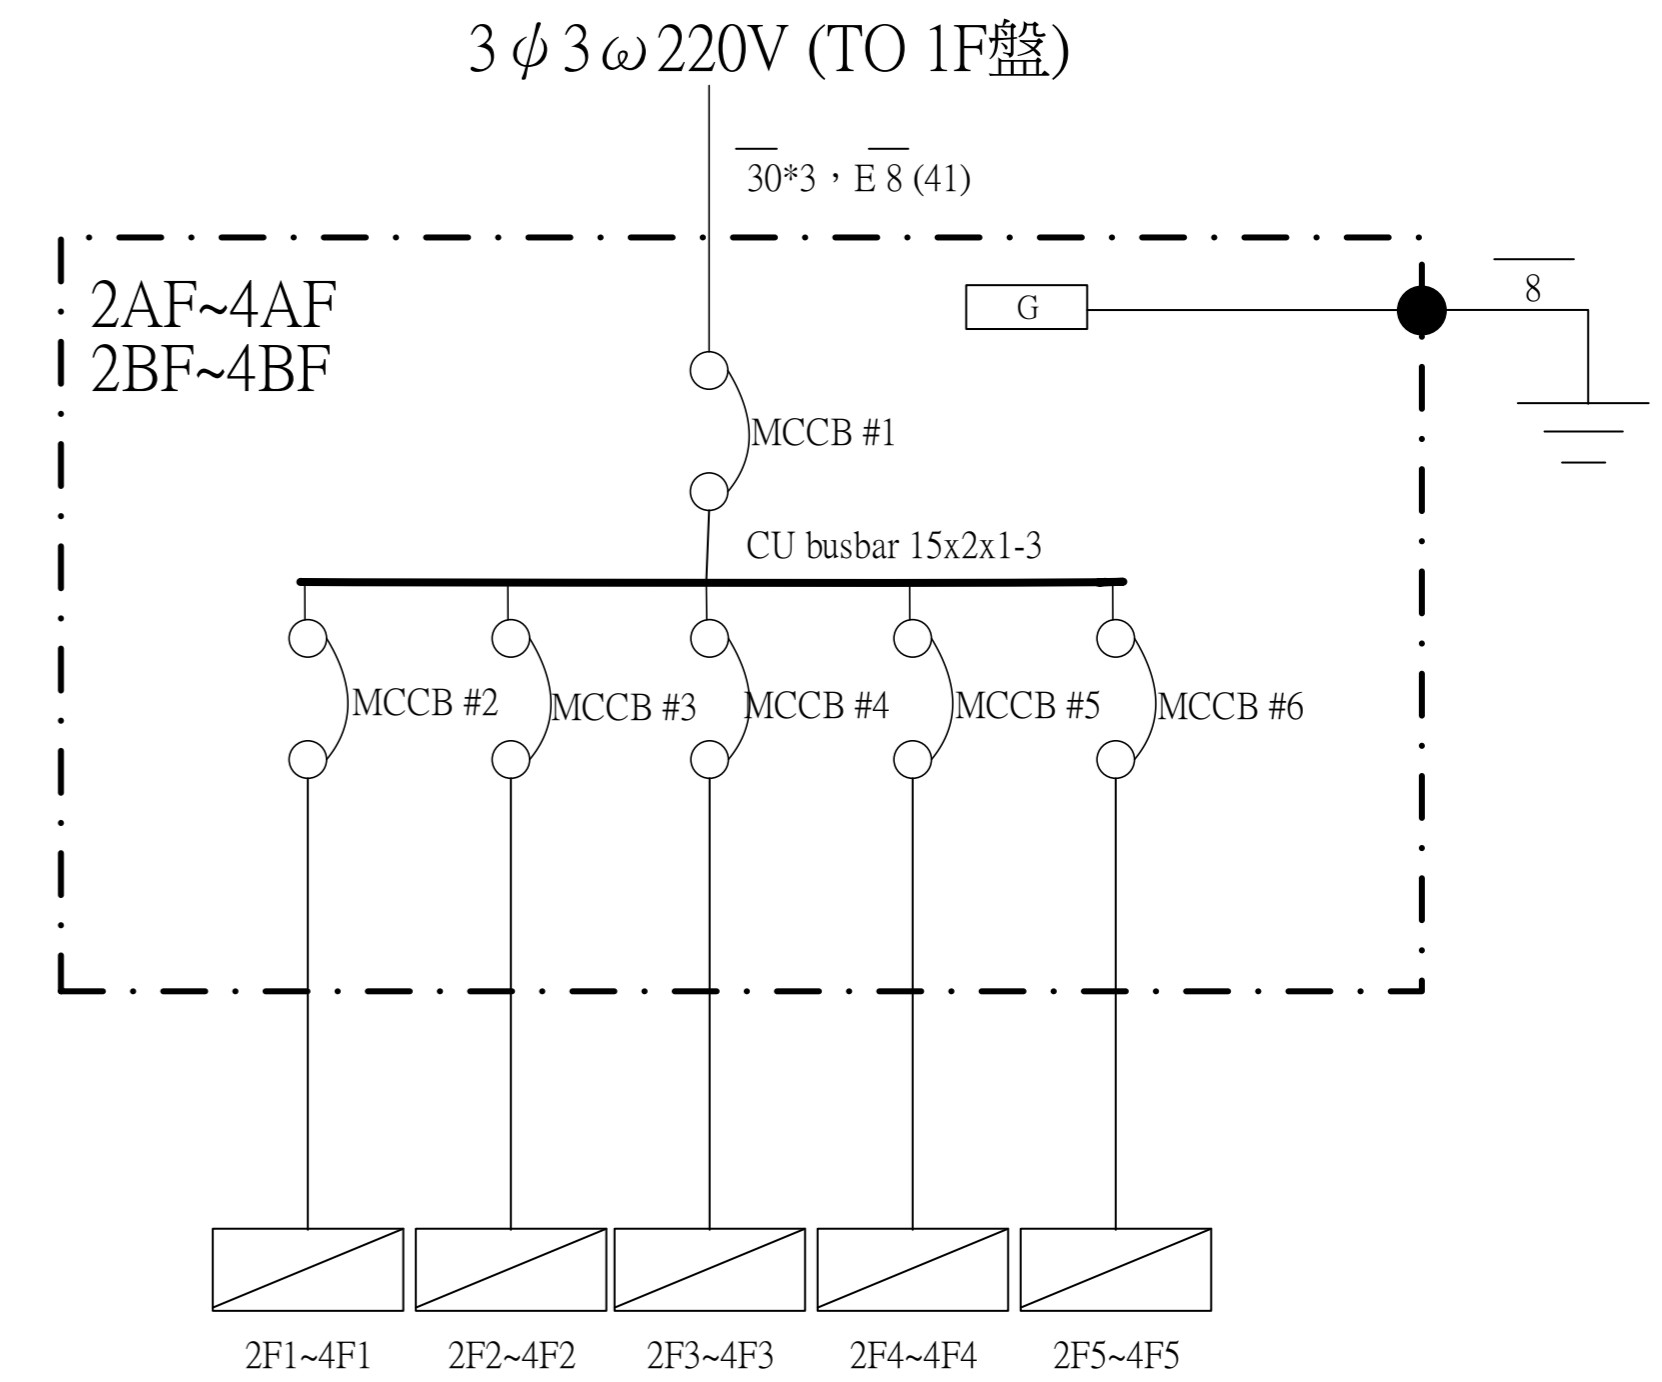 3ψ3ω220V (TO 1F盤)
30*3，E 8 (41)
2AF~4AF
2BF~4BF
G
8
MCCB #1
CU busbar 15x2x1-3
MCCB #2
MCCB #3
MCCB #4
MCCB #5
MCCB #6
2F1~4F1
2F2~4F2
2F3~4F3
2F4~4F4
2F5~4F5